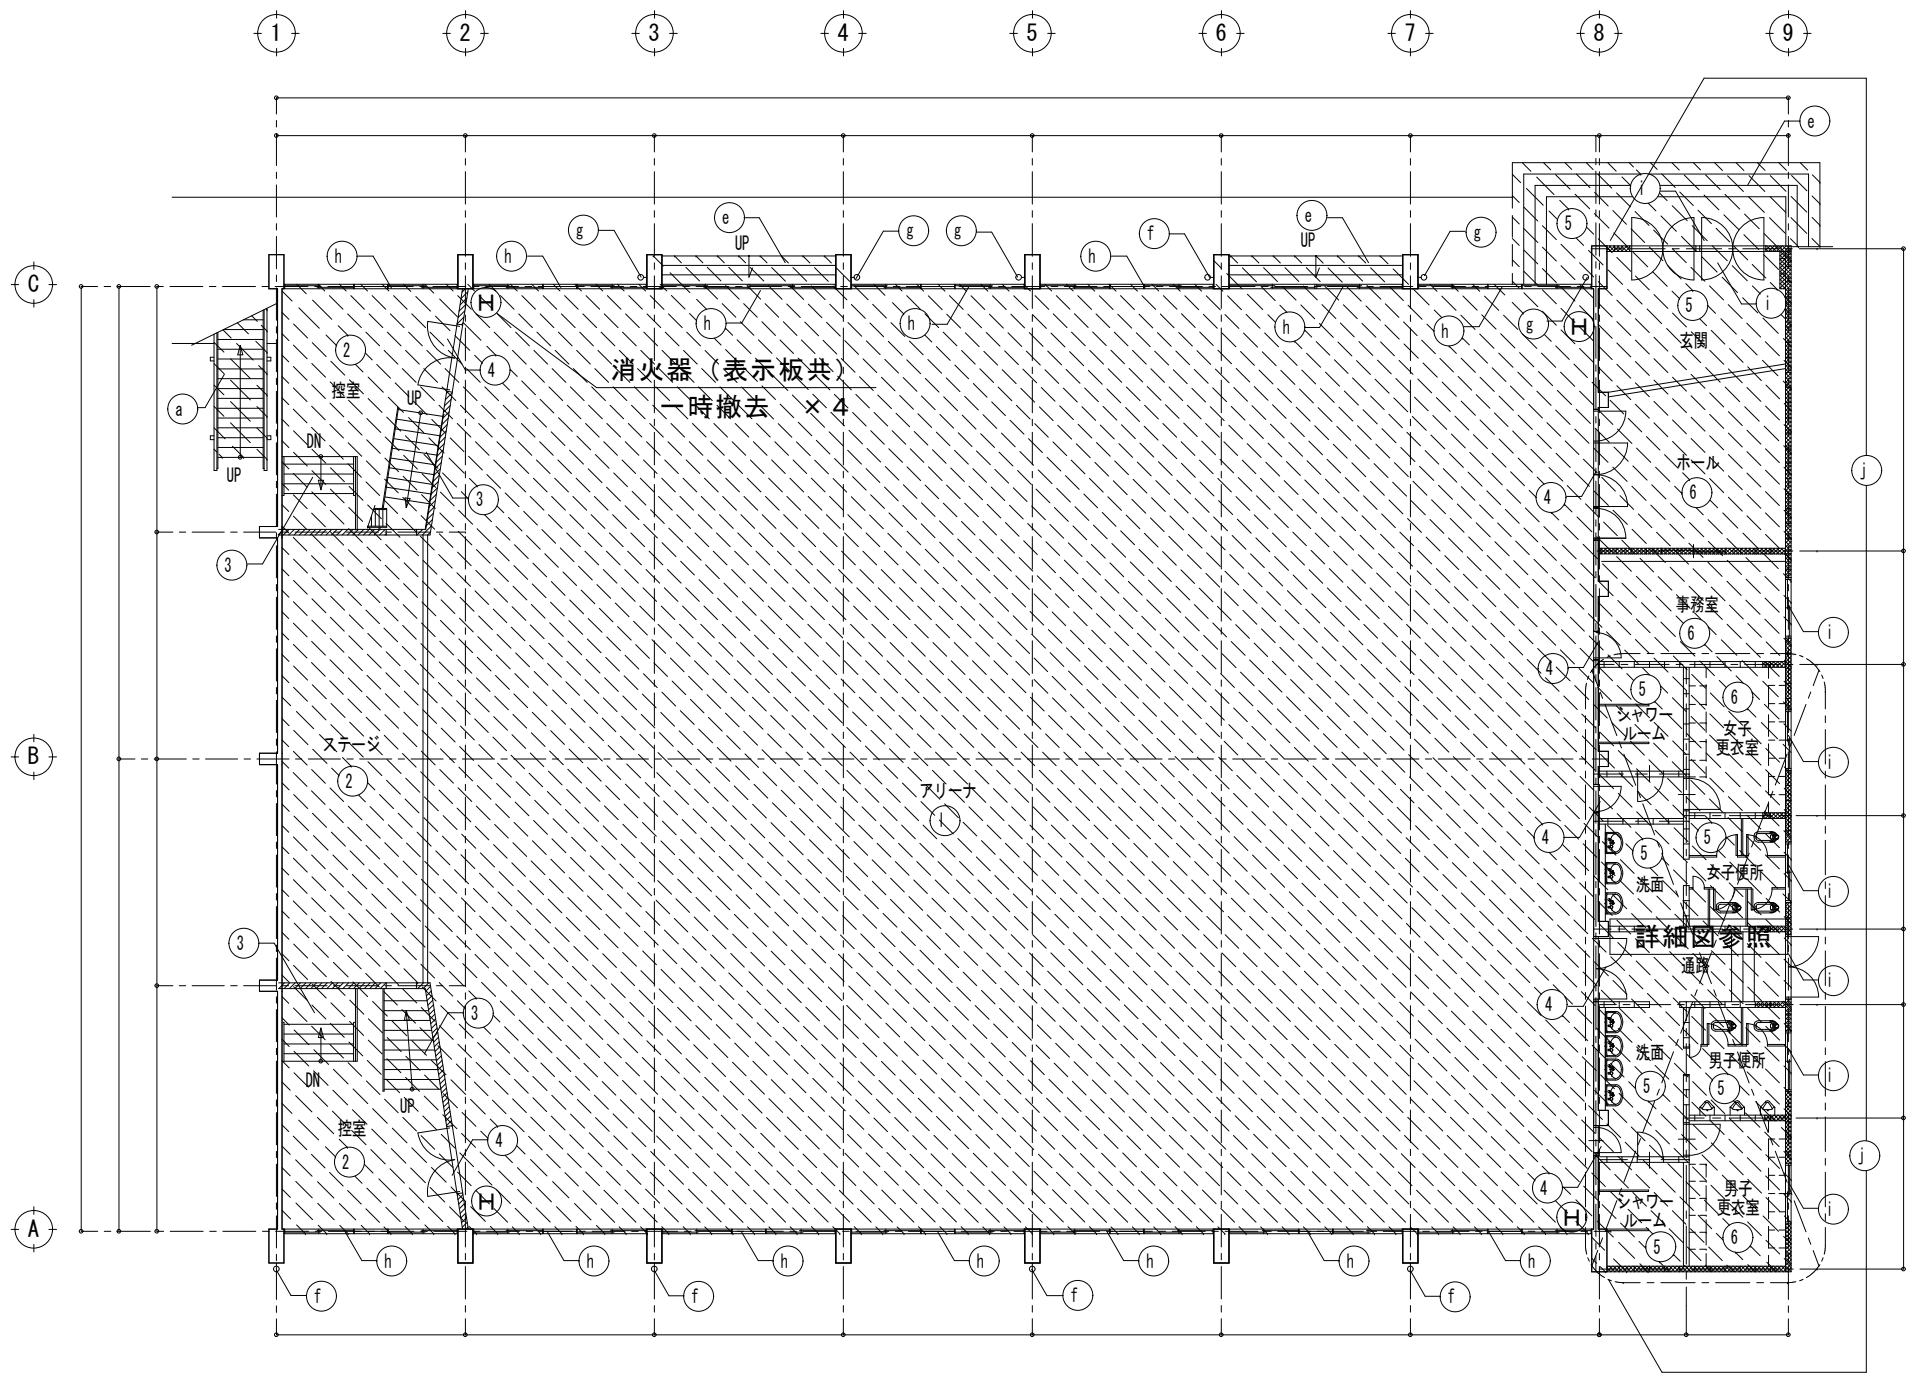 1 2 3 4 5 6 7 8 9
e
i
5
g e g g f e g
UP UP
h h h
C
H
h h h h g H
5 i
玄関
2
4
消火器（表示板共）
控室
一時撤去 ×4
a
UP
DN
UP
ホール
j
3
4
6
3
事務室
6 i
4
5 6
シャワー
ルーム
女子
更衣室
B
ステージ
i
2
アリーナ
1
4 5 5
女子便所
洗面
i
3
詳細図参照
通路
i
4
3
洗面
男子便所
5 5
i
DN
UP
控室
4
2
j
4
H
シャワー
ルーム
男子
更衣室
i
A
H
5 6
h h h h h h h
f f f f